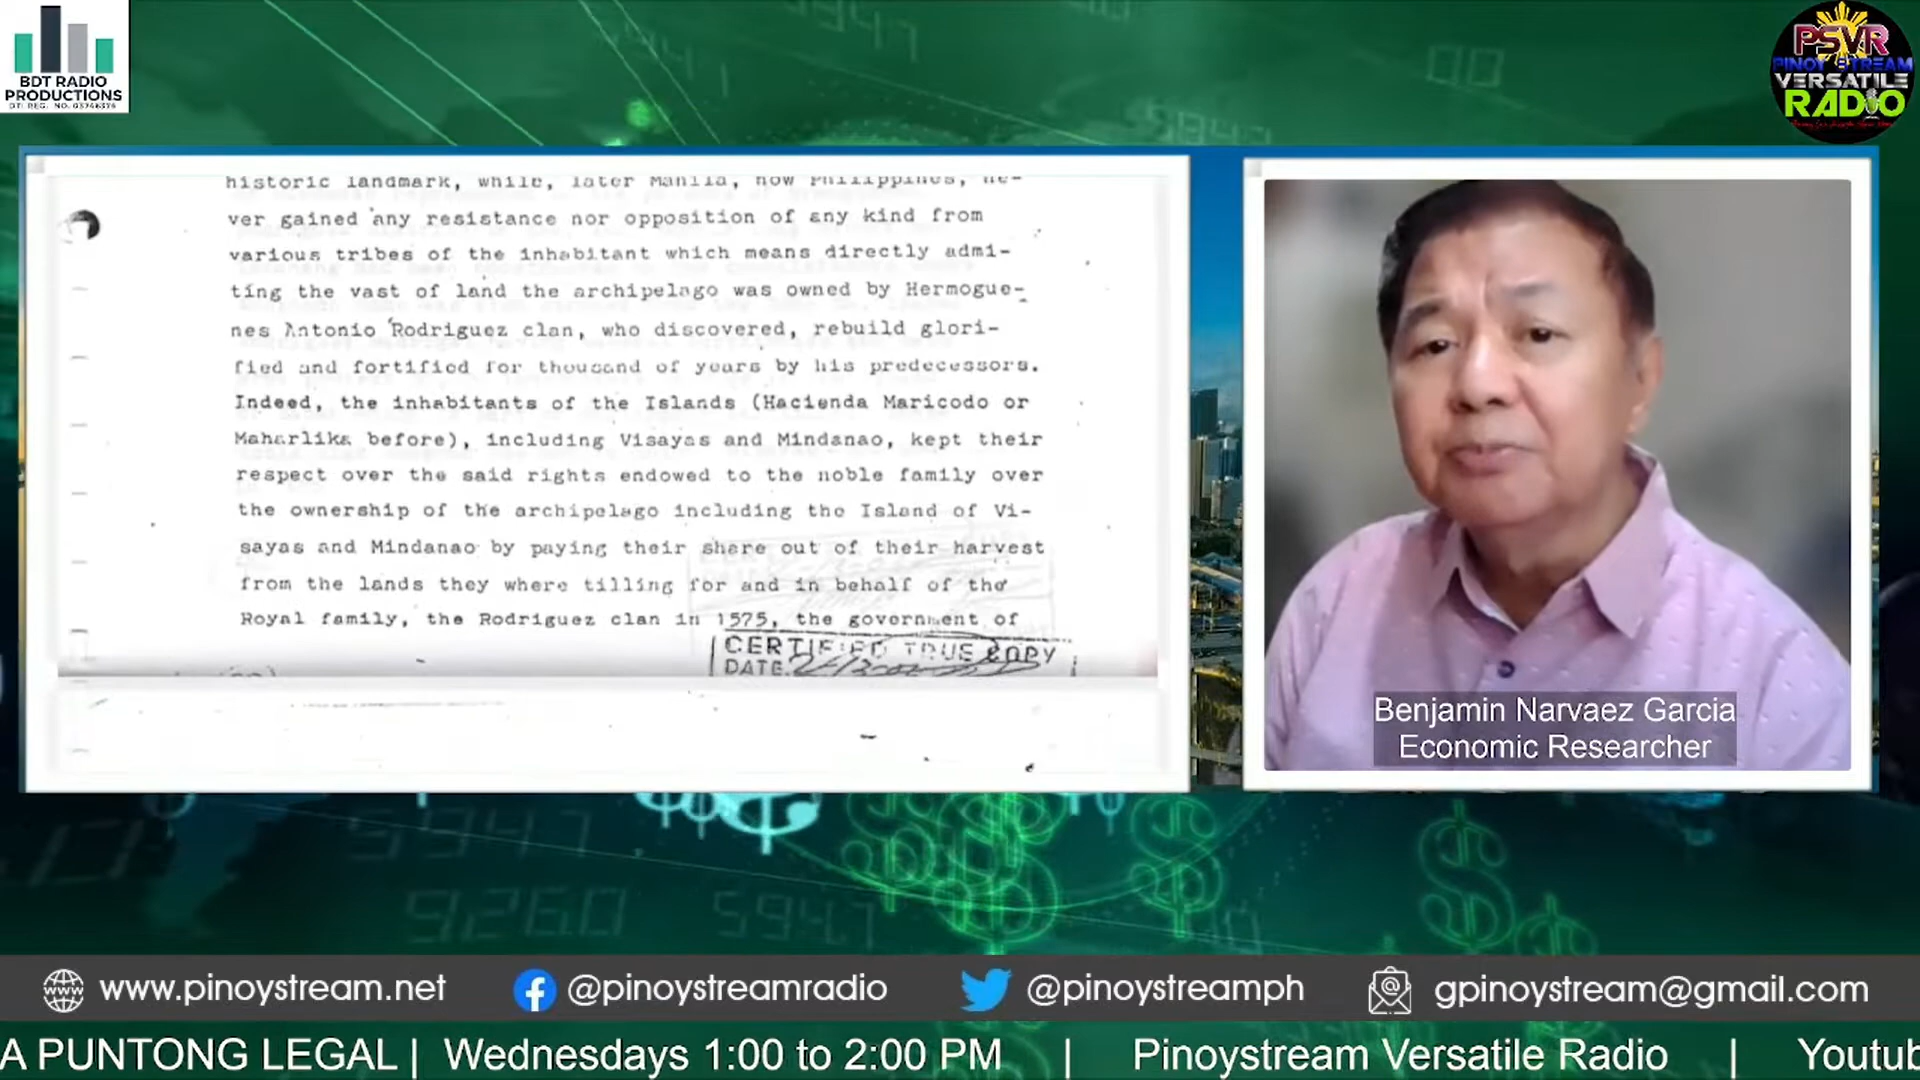 BDT RADIO
PRODUCTIONS
DTI REG. NO. 03746376
PSVR
PINOY STREAM
VERSATILE
RADIO
historic landmark, while, later Manila, now Philippines, ne-
ver gained any resistance nor opposition of any kind from
various tribes of the inhabitant which means directly admi-
ting the vast of land the archipelago was owned by Hermogue-
nes Antonio Rodriguez clan, who discovered, rebuild glori-
fied and fortified for thousand of years by his predecessors.
Indeed, the inhabitants of the Islands (Hacienda Maricodo or
Maharlika before), including Visayas and Mindanao, kept their
respect over the said rights endowed to the noble family over
the ownership of the archipelago including the Island of Vi-
sayas and Mindanao by paying their share out of their harvest
from the lands they where tilling for and in behalf of the
Royal family, the Rodriguez clan in 1575, the government of
CERTIFIED TRUE COPY
DATE
Benjamin Narvaez Garcia
Economic Researcher
5947
9260 5947
www.pinoystream.net @pinoystreamradio @pinoystreamph gpinoystream@gmail.com
A PUNTONG LEGAL | Wednesdays 1:00 to 2:00 PM | Pinoystream Versatile Radio | Youtub